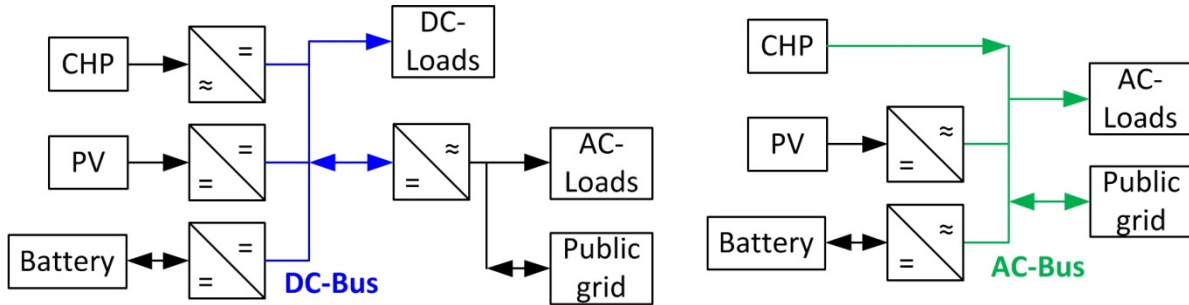 CHP
≈
=
DC-
Loads
PV
=
=
=
≈
AC-
Loads
Battery
=
=
DC-Bus
Public
grid
CHP
AC-
Loads
PV
=
≈
Public
grid
Battery
=
≈
AC-Bus